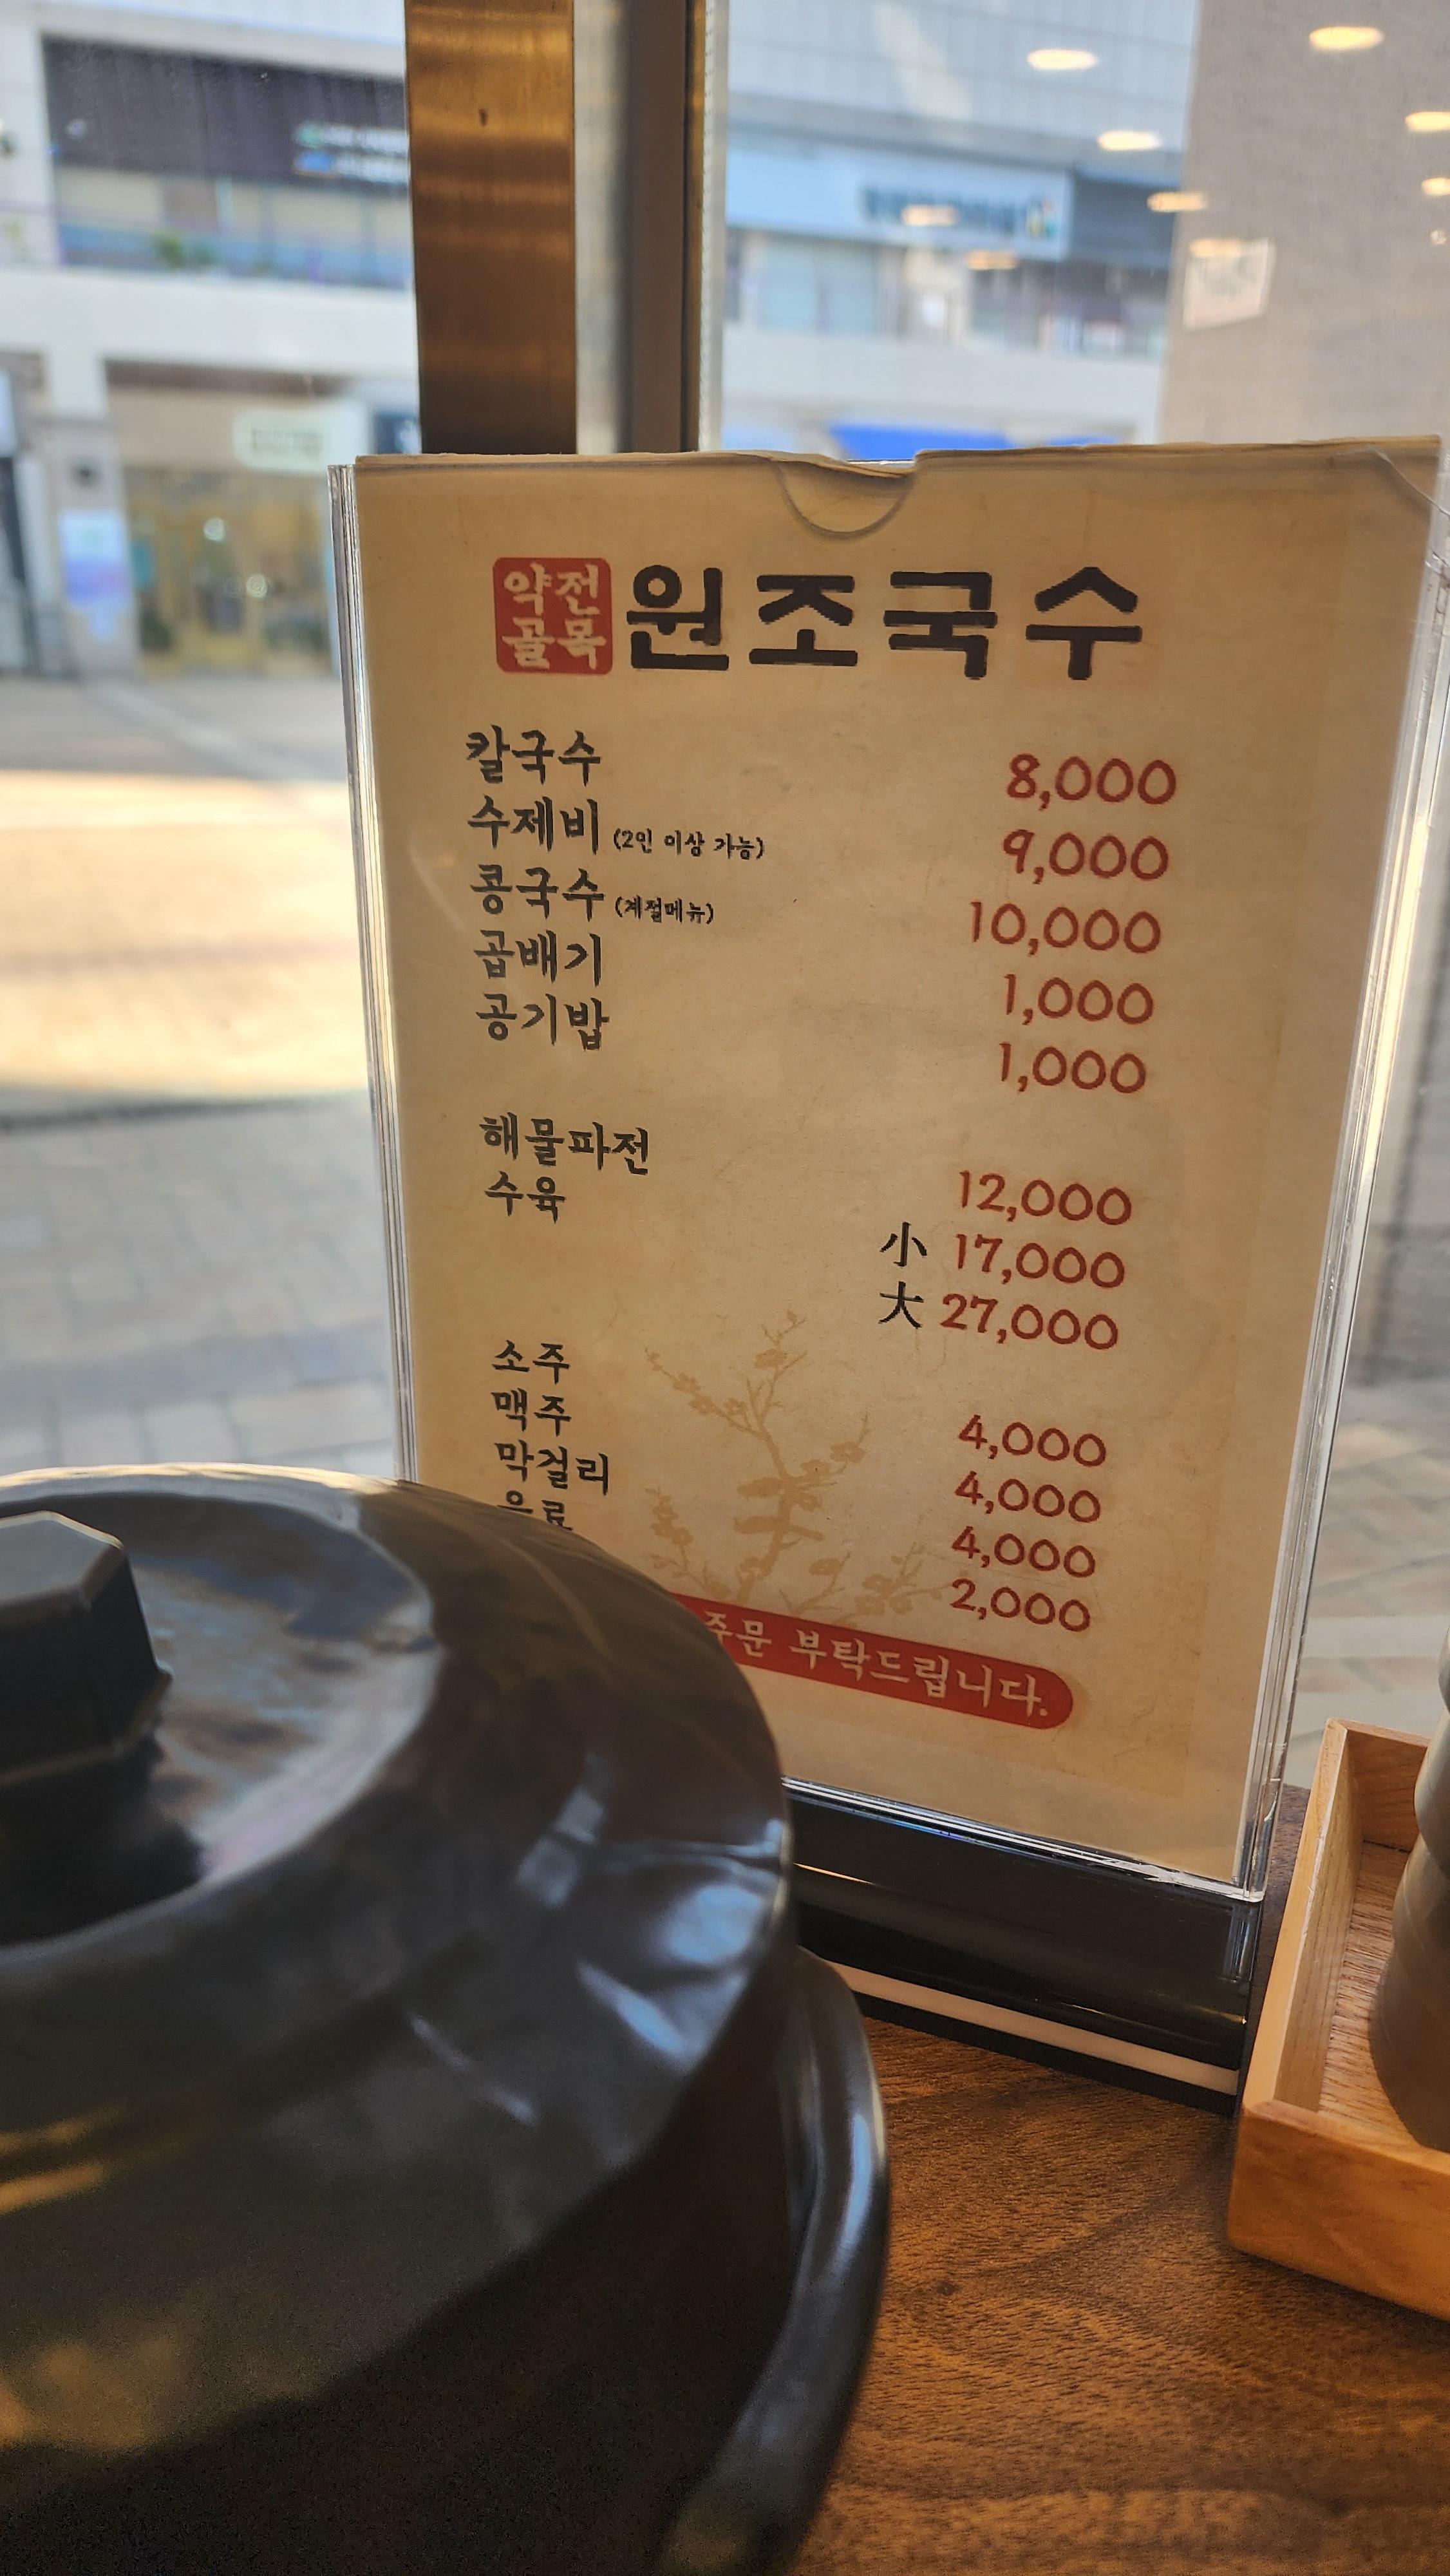 약전
골목
원조국수
칼국수 8,000
수제비 (2인 이상 가능) 9,000
콩국수 (계절메뉴) 10,000
곱배기 1,000
공기밥 1,000
해물파전 12,000
수육 小 17,000
大 27,000
소주 4,000
맥주 4,000
막걸리 4,000
음료 2,000
주문 부탁드립니다.